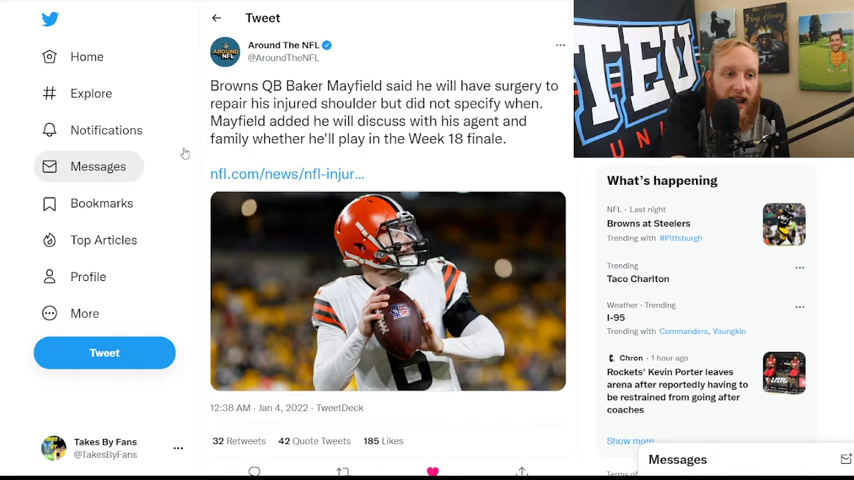 Home
Explore
Notifications
Messages
Bookmarks
Top Articles
Profile
More
Tweet
Takes By Fans
@TakesByFans
Tweet
Around The NFL
@AroundTheNFL
Browns QB Baker Mayfield said he will have surgery to
repair his injured shoulder but did not specify when.
Mayfield added he will discuss with his agent and
family whether he'll play in the Week 18 finale.
nfl.com/news/nfl-injur...
6
12:38 AM · Jan 4, 2022 · TweetDeck
32 Retweets 42 Quote Tweets 185 Likes
TEU
What's happening
NFL · Last night
Browns at Steelers
Trending with #Pittsburgh
Trending
Taco Charlton
Weather · Trending
I-95
Trending with Commanders, Youngkin
Chron · 1 hour ago
Rockets' Kevin Porter leaves
arena after reportedly having to
be restrained from going after
coaches
Show more
Messages